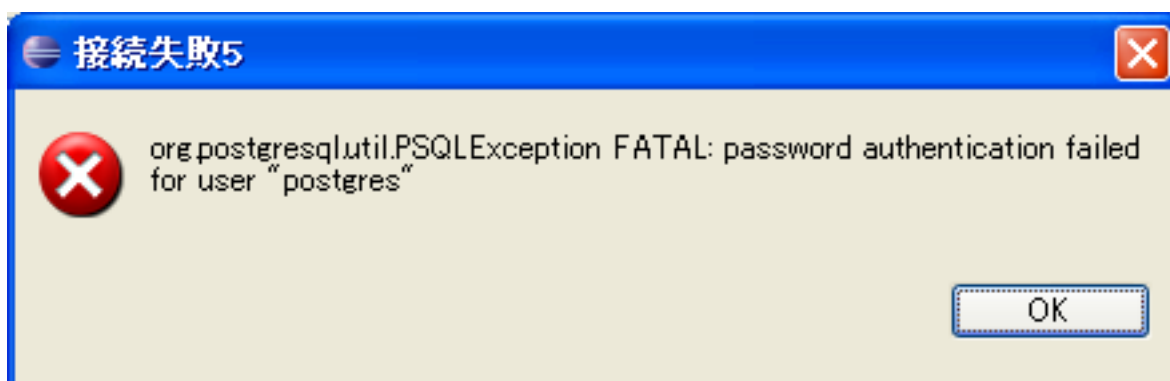 接続失敗5
org.postgresql.util.PSQLException FATAL: password authentication failed
for user "postgres"
OK